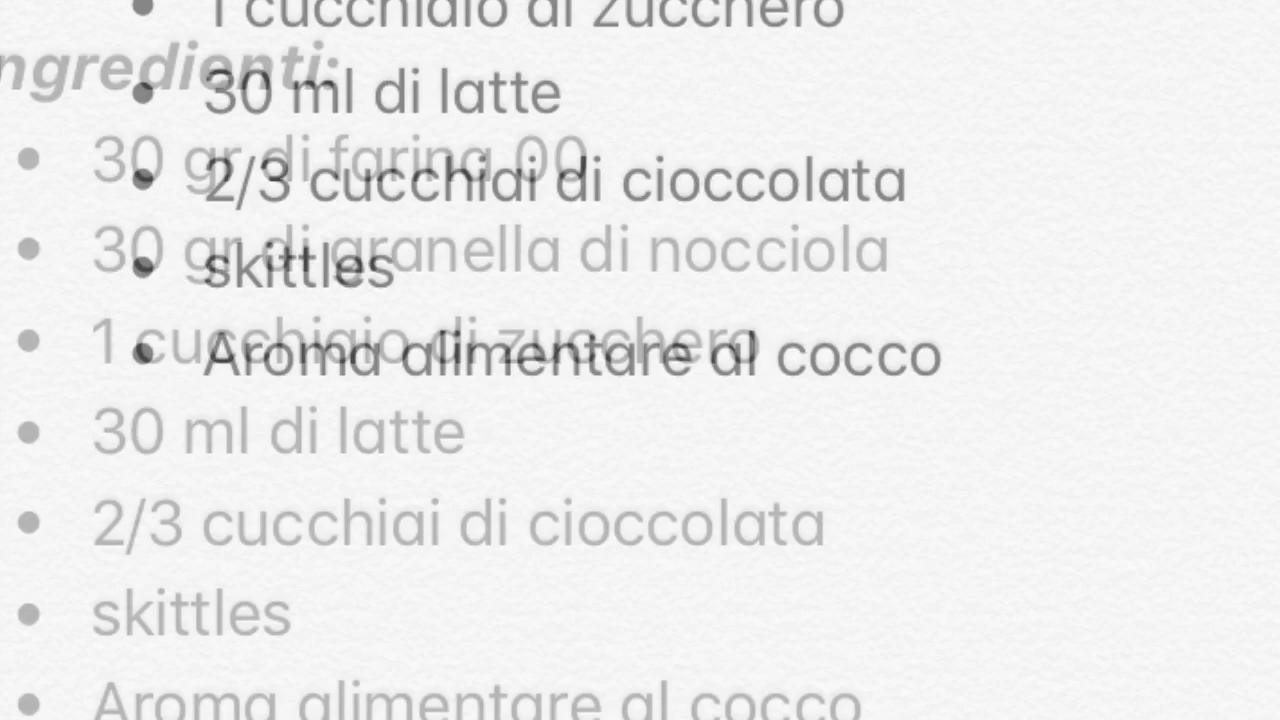 • 1 cucchiaio di zucchero
ngredienti:
• 30 ml di latte
• 30 gr di farina 00
• 2/3 cucchiai di cioccolata
• 30 gr di granella di nocciola
• skittles
• 1 cucchiaio di zucchero
• Aroma alimentare al cocco
• 30 ml di latte
• 2/3 cucchiai di cioccolata
• skittles
• Aroma alimentare al cocco